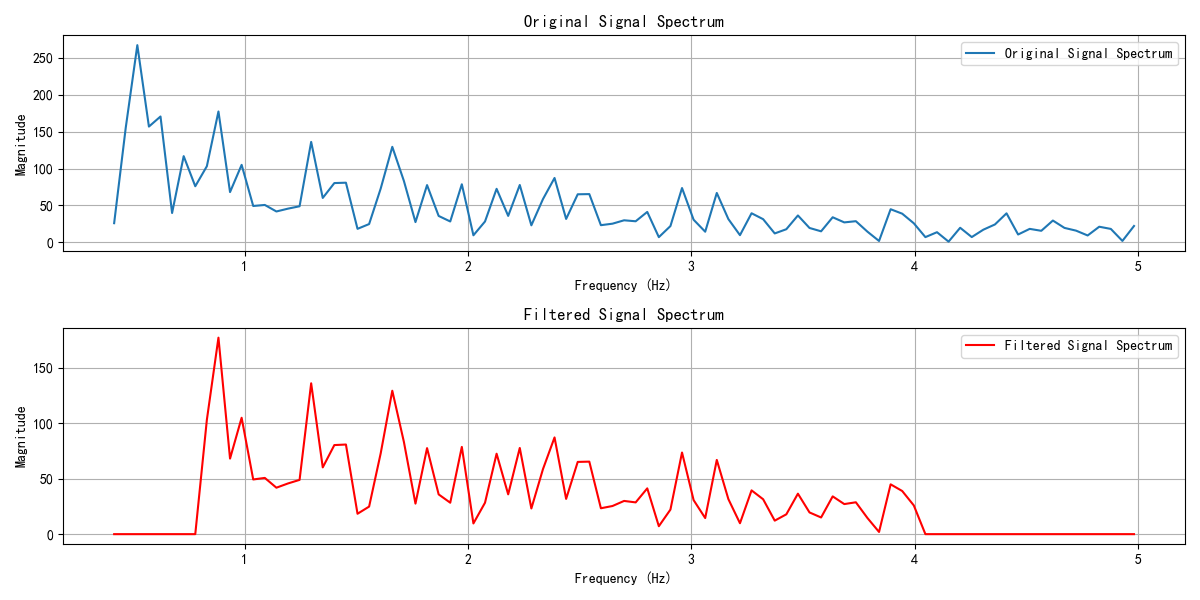 Original Signal Spectrum
Original Signal Spectrum
Magnitude
250
200
150
100
50
0
1 2 3 4 5
Frequency (Hz)
Filtered Signal Spectrum
Filtered Signal Spectrum
Magnitude
150
100
50
0
1 2 3 4 5
Frequency (Hz)